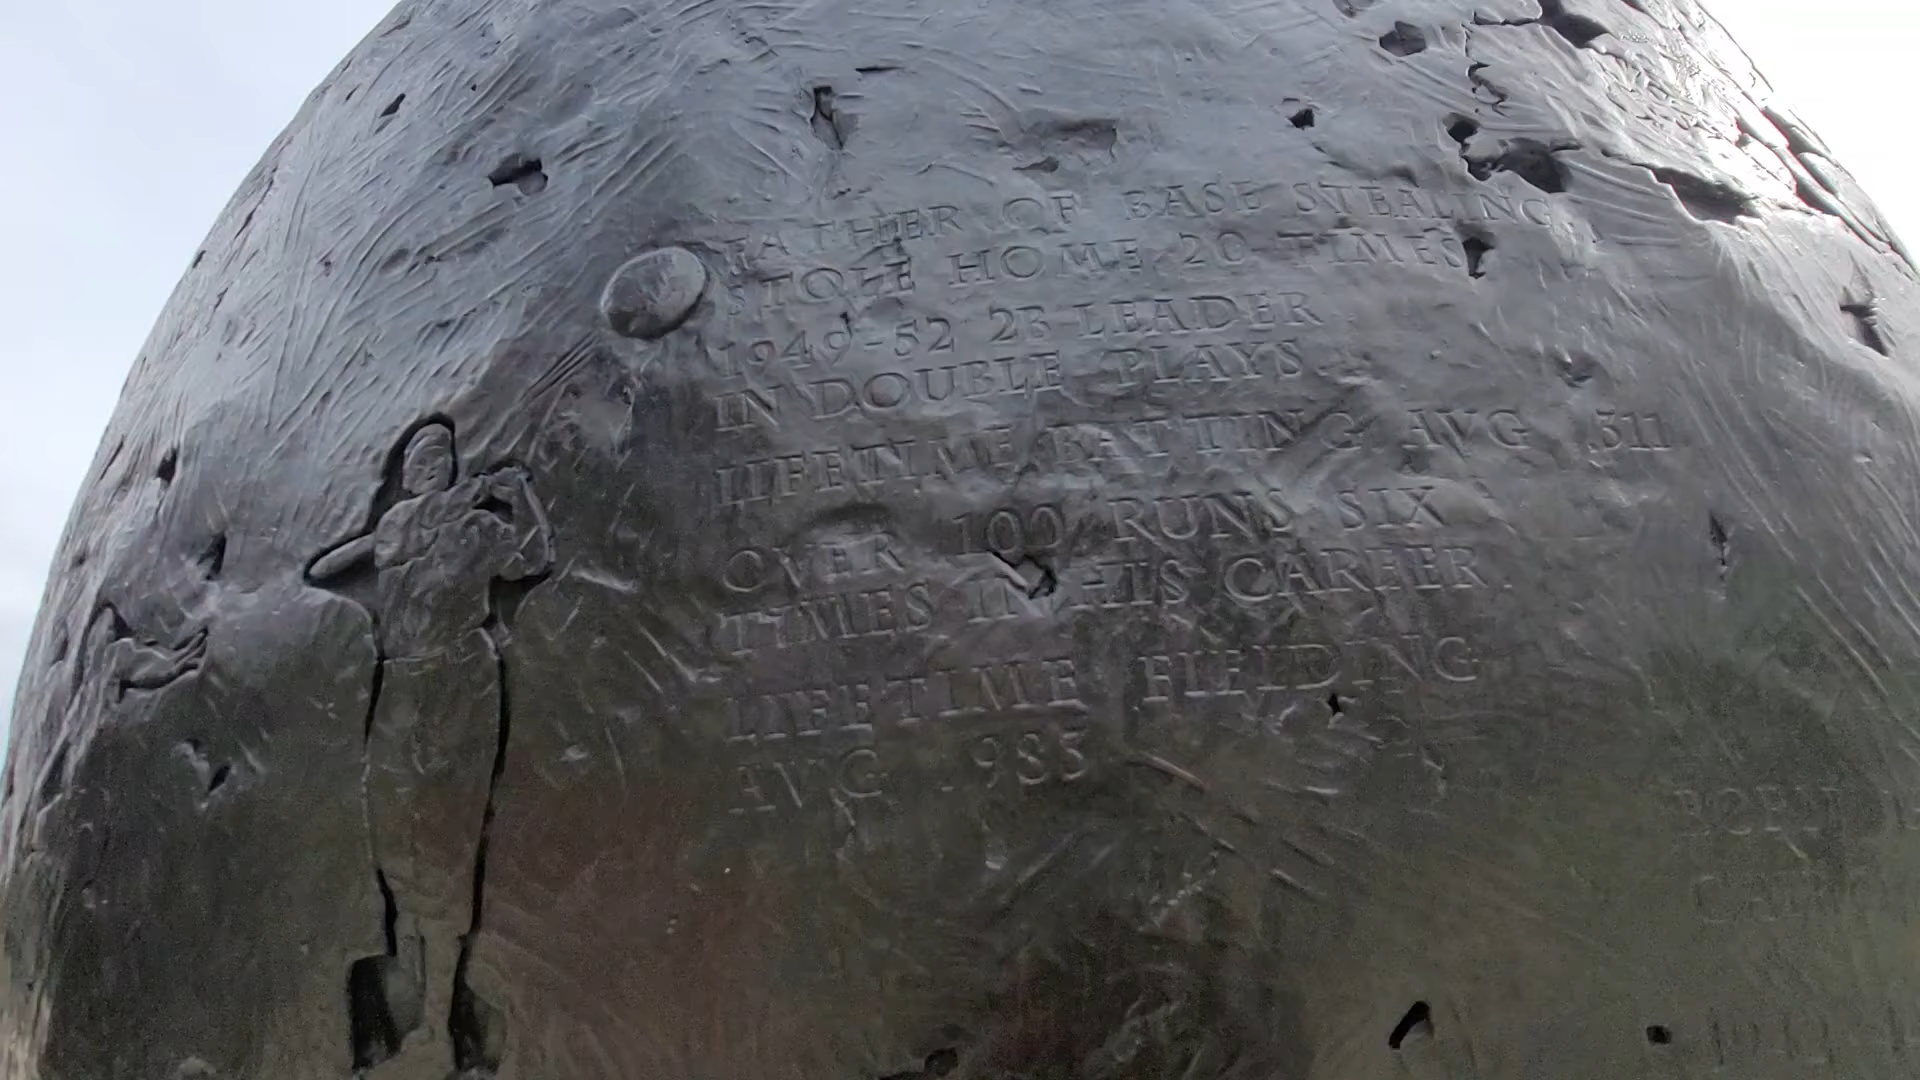 FATHER OF BASE STEALING
STOLE HOME 20 TIMES
1949-52 2B LEADER
IN DOUBLE PLAYS
LIFETIME BATTING AVG .311
OVER 100 RUNS SIX
TIMES IN HIS CAREER
LIFETIME FIELDING
AVG .983